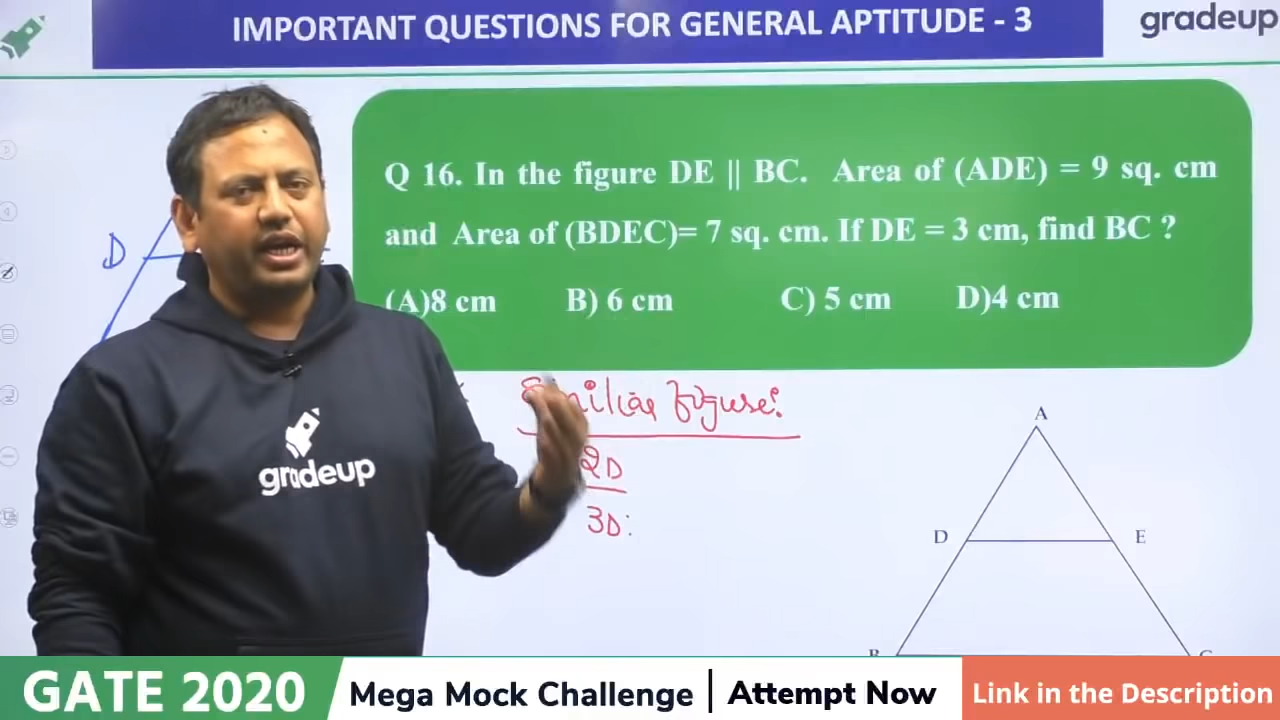 IMPORTANT QUESTIONS FOR GENERAL APTITUDE - 3
gradeup
Q 16. In the figure DE || BC. Area of (ADE) = 9 sq. cm
and Area of (BDEC)= 7 sq. cm. If DE = 3 cm, find BC ?
(A)8 cm B) 6 cm C) 5 cm D)4 cm
D
figure:
2D
3D:
A
D E
gradeup
GATE 2020 Mega Mock Challenge | Attempt Now Link in the Description